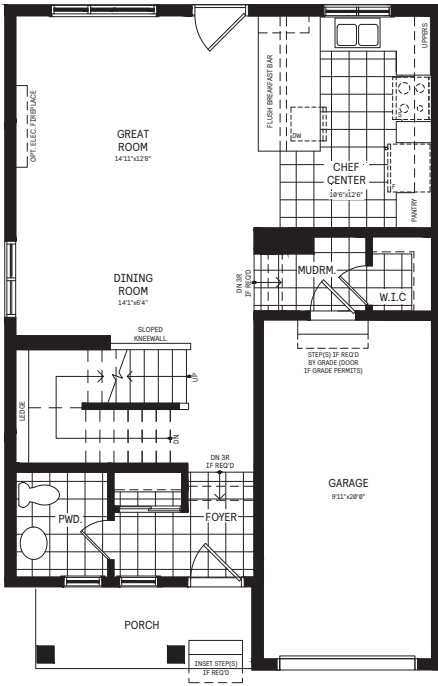 UPPERS
FLUSH BREAKFAST BAR
OPT. ELEC. FIREPLACE
GREAT
ROOM
14'11"x12'8"
DW
S
CHEF
CENTER
10'6"x12'6"
F
PANTRY
DINING
ROOM
14'1"x6'4"
DN 3R
IF REQ'D
MUDRM.
W.I.C
SLOPED
KNEEWALL
STEP(S) IF REQ'D
BY GRADE (DOOR
IF GRADE PERMITS)
LEDGE
UP
DN
DN 3R
IF REQ'D
GARAGE
9'11"x20'0"
PWD.
FOYER
PORCH
INSET STEP(S)
IF REQ'D